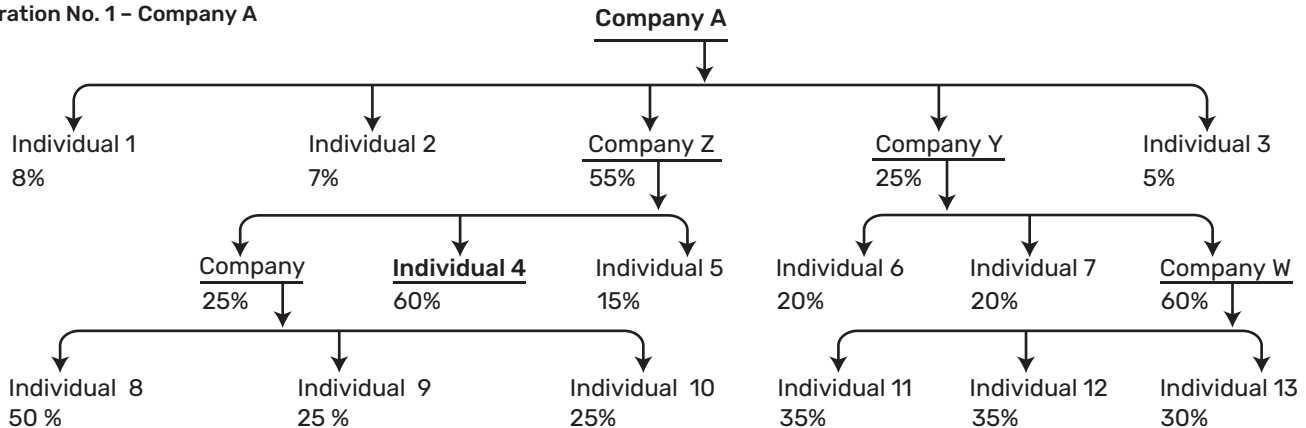 ration No. 1 – Company A
Company A
Individual 1 Individual 2 Company Z Company Y Individual 3
8% 7% 55% 25% 5%
Company Individual 4 Individual 5 Individual 6 Individual 7 Company W
25% 60% 15% 20% 20% 60%
Individual 8 Individual 9 Individual 10 Individual 11 Individual 12 Individual 13
50 % 25 % 25% 35% 35% 30%